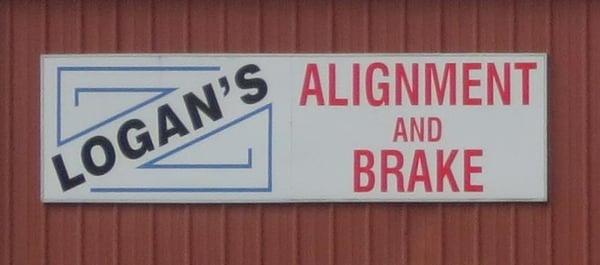 LOGAN'S
ALIGNMENT
AND
BRAKE